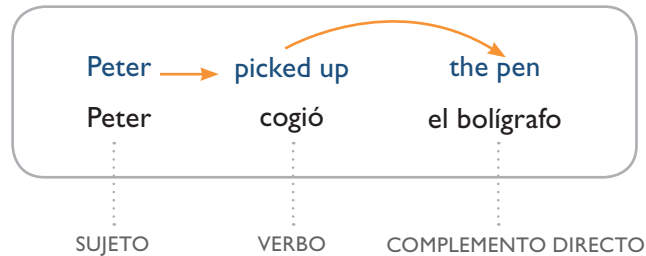 Peter picked up the pen
Peter cogió el bolígrafo
SUJETO VERBO COMPLEMENTO DIRECTO